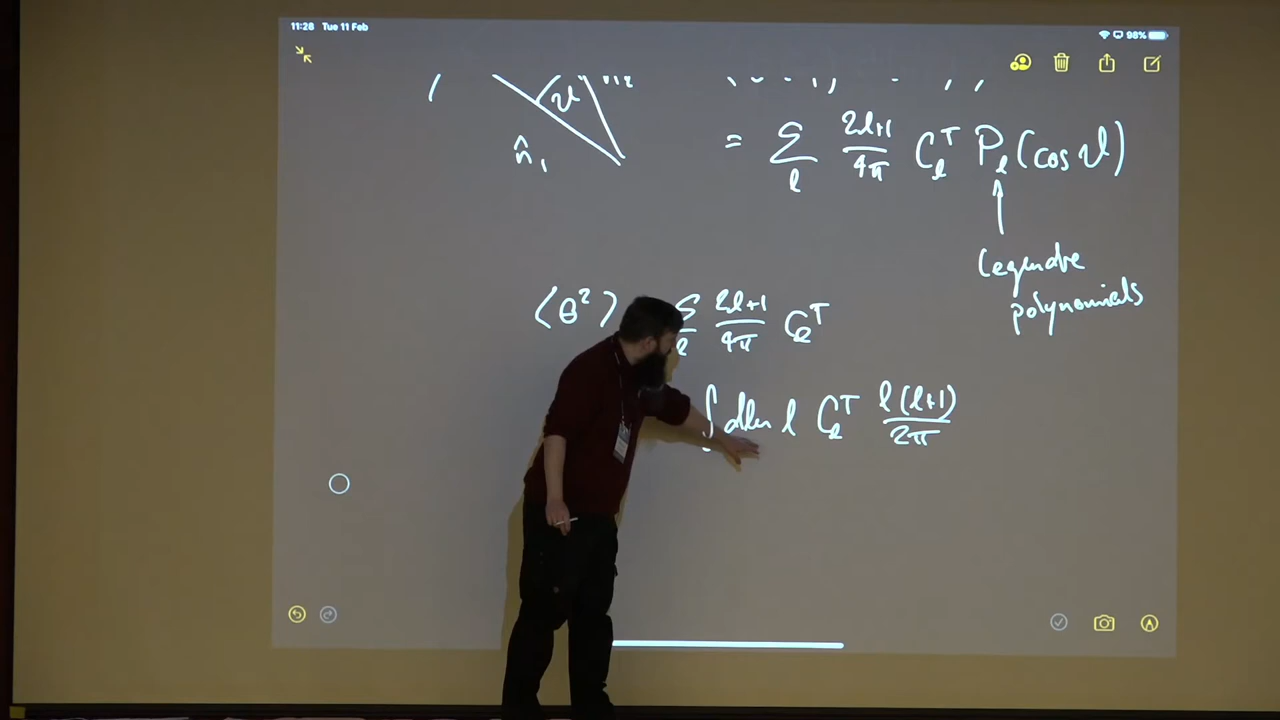 11:28 Tue 11 Feb
98%
ϑ
n̂₁
= Σ_l (2l+1)/(4π) C_l^T P_l (cos ϑ)
↑
Legendre
polynomials
⟨Θ²⟩ Σ_l (2l+1)/(4π) C_l^T
∫ dln l C_l^T l(l+1)/(2π)